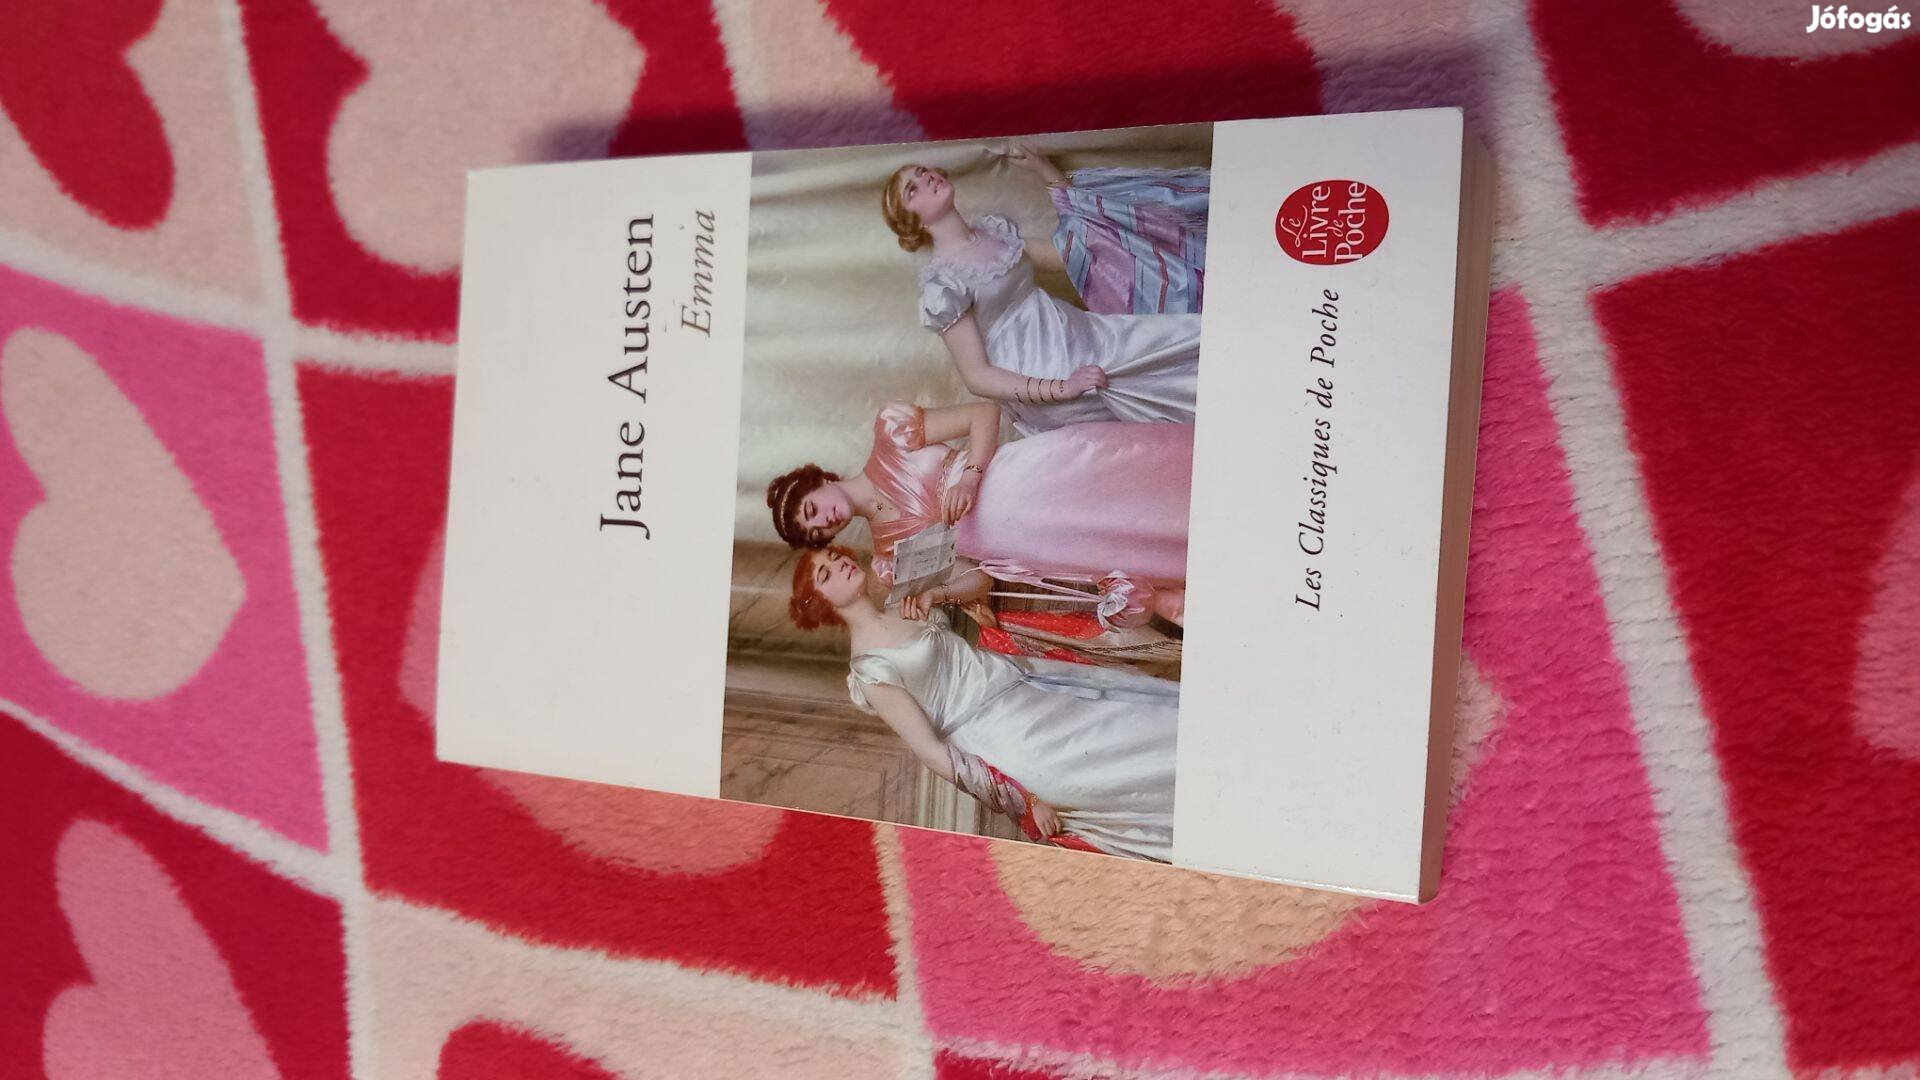 Jane Austen
Emma
Les Classiques de Poche
Le
Livre
de
Poche
Jófogás